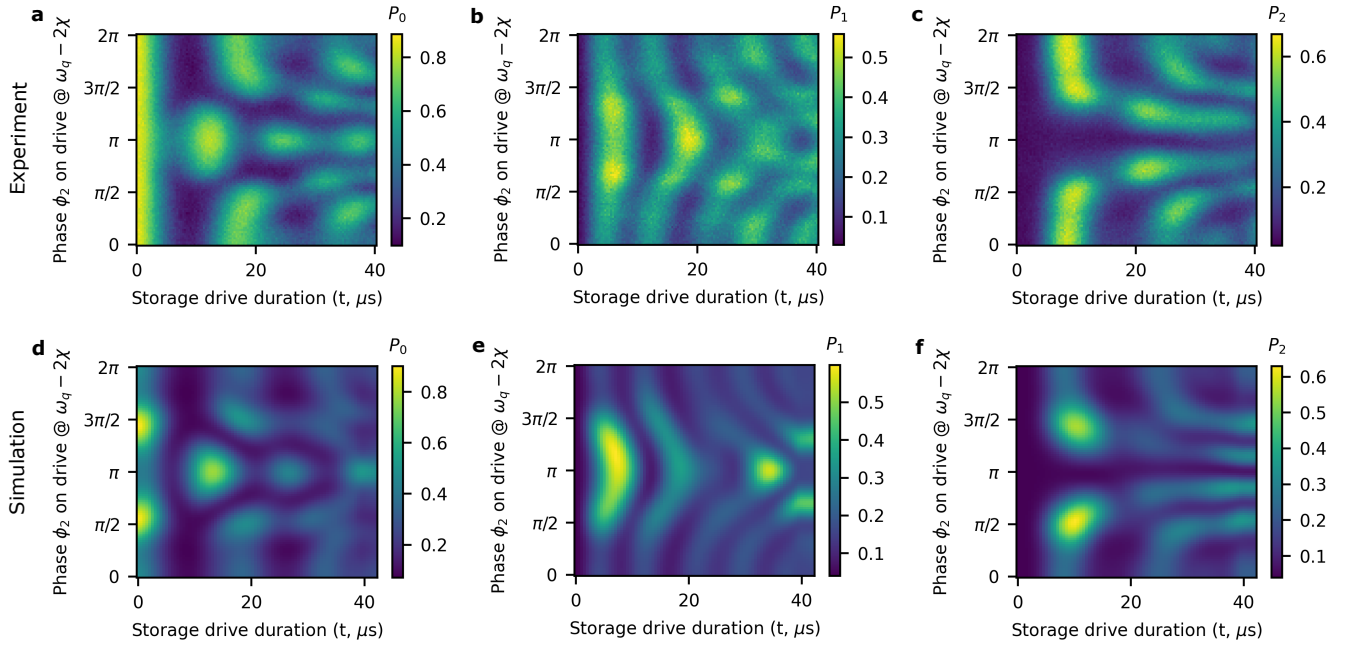 a
P0
Experiment
Phase ϕ2 on drive @ ωq − 2χ
2π
3π/2
π
π/2
0
0 20 40
Storage drive duration (t, μs)
0.8
0.6
0.4
0.2
b
P1
Phase ϕ2 on drive @ ωq − 2χ
2π
3π/2
π
π/2
0
0 20 40
Storage drive duration (t, μs)
0.5
0.4
0.3
0.2
0.1
c
P2
Phase ϕ2 on drive @ ωq − 2χ
2π
3π/2
π
π/2
0
0 20 40
Storage drive duration (t, μs)
0.6
0.4
0.2
d
P0
Simulation
Phase ϕ2 on drive @ ωq − 2χ
2π
3π/2
π
π/2
0
0 20 40
Storage drive duration (t, μs)
0.8
0.6
0.4
0.2
e
P1
Phase ϕ2 on drive @ ωq − 2χ
2π
3π/2
π
π/2
0
0 20 40
Storage drive duration (t, μs)
0.5
0.4
0.3
0.2
0.1
f
P2
Phase ϕ2 on drive @ ωq − 2χ
2π
3π/2
π
π/2
0
0 20 40
Storage drive duration (t, μs)
0.6
0.5
0.4
0.3
0.2
0.1